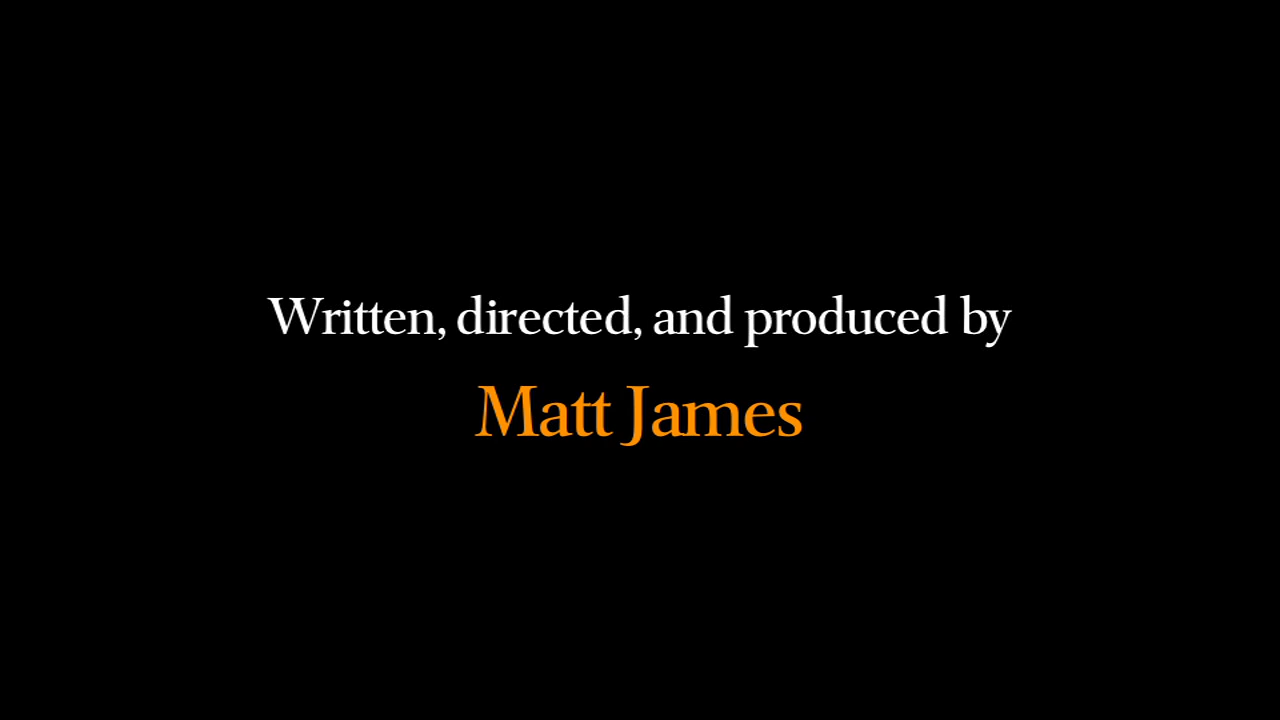 Written, directed, and produced by
Matt James